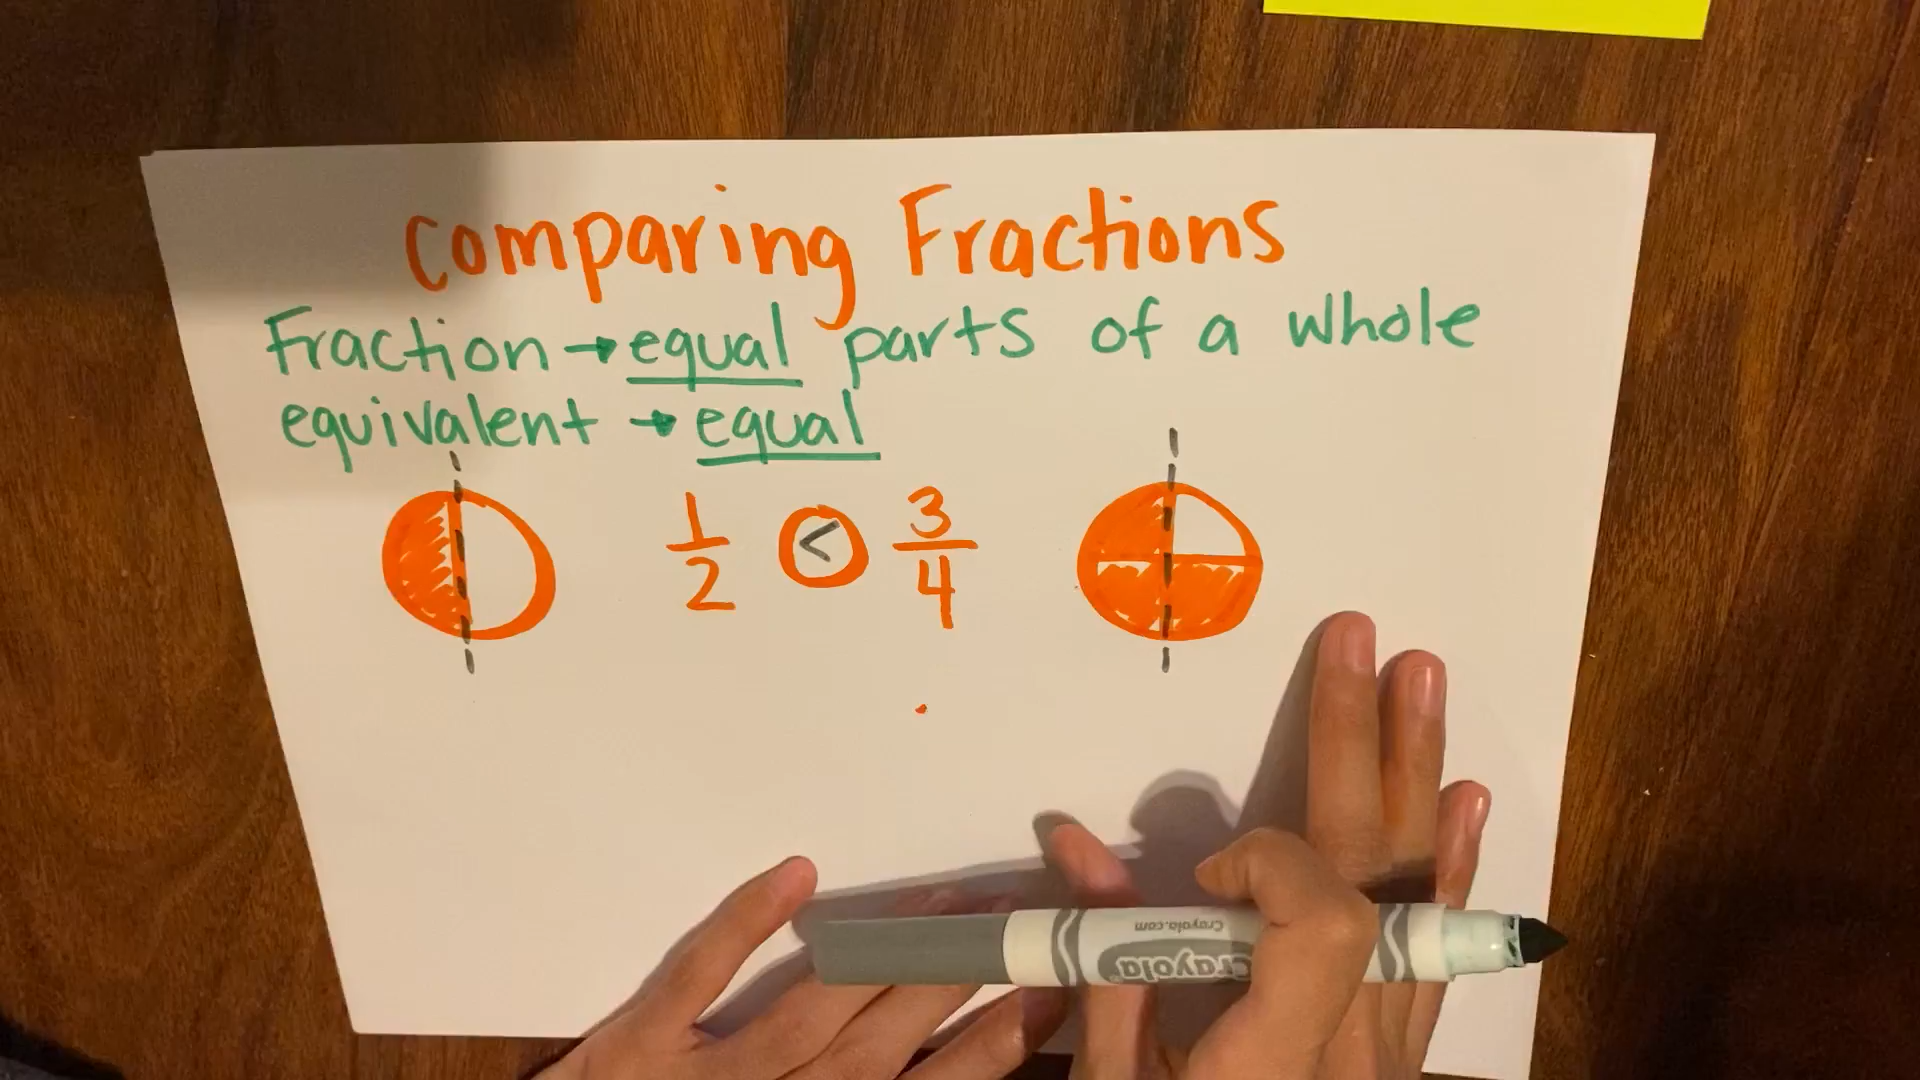 Comparing Fractions
Fraction → equal parts of a whole
equivalent → equal
1/2 < 3/4
Crayola.com
Crayola